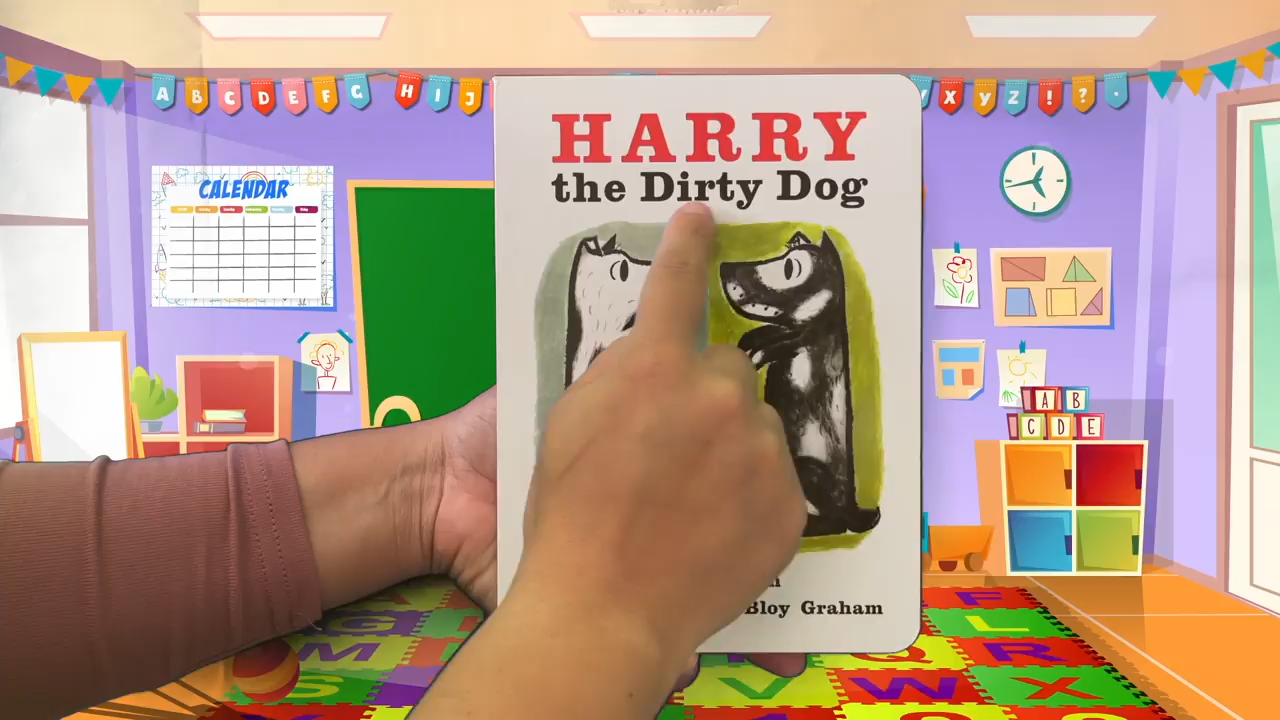 A B C D E F G H I J
X Y Z ! ? .
CALENDAR
HARRY
the Dirty Dog
Bloy Graham
A B
C D E
F
L
G
M
R
S
V
W
Q
X